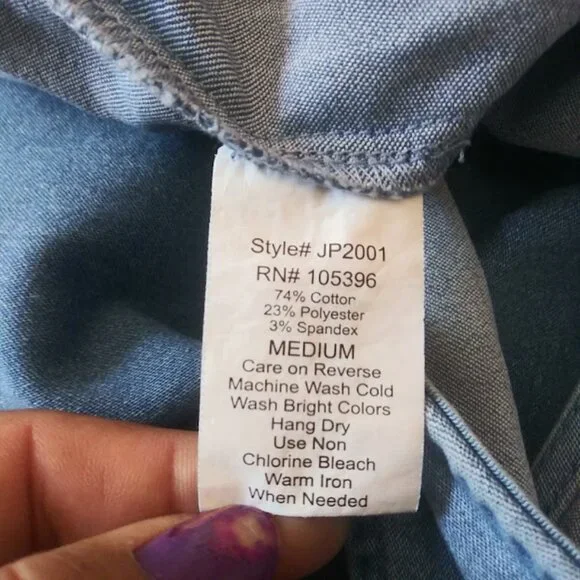 Style# JP2001
RN# 105396
74% Cotton
23% Polyester
3% Spandex
MEDIUM
Care on Reverse
Machine Wash Cold
Wash Bright Colors
Hang Dry
Use Non
Chlorine Bleach
Warm Iron
When Needed